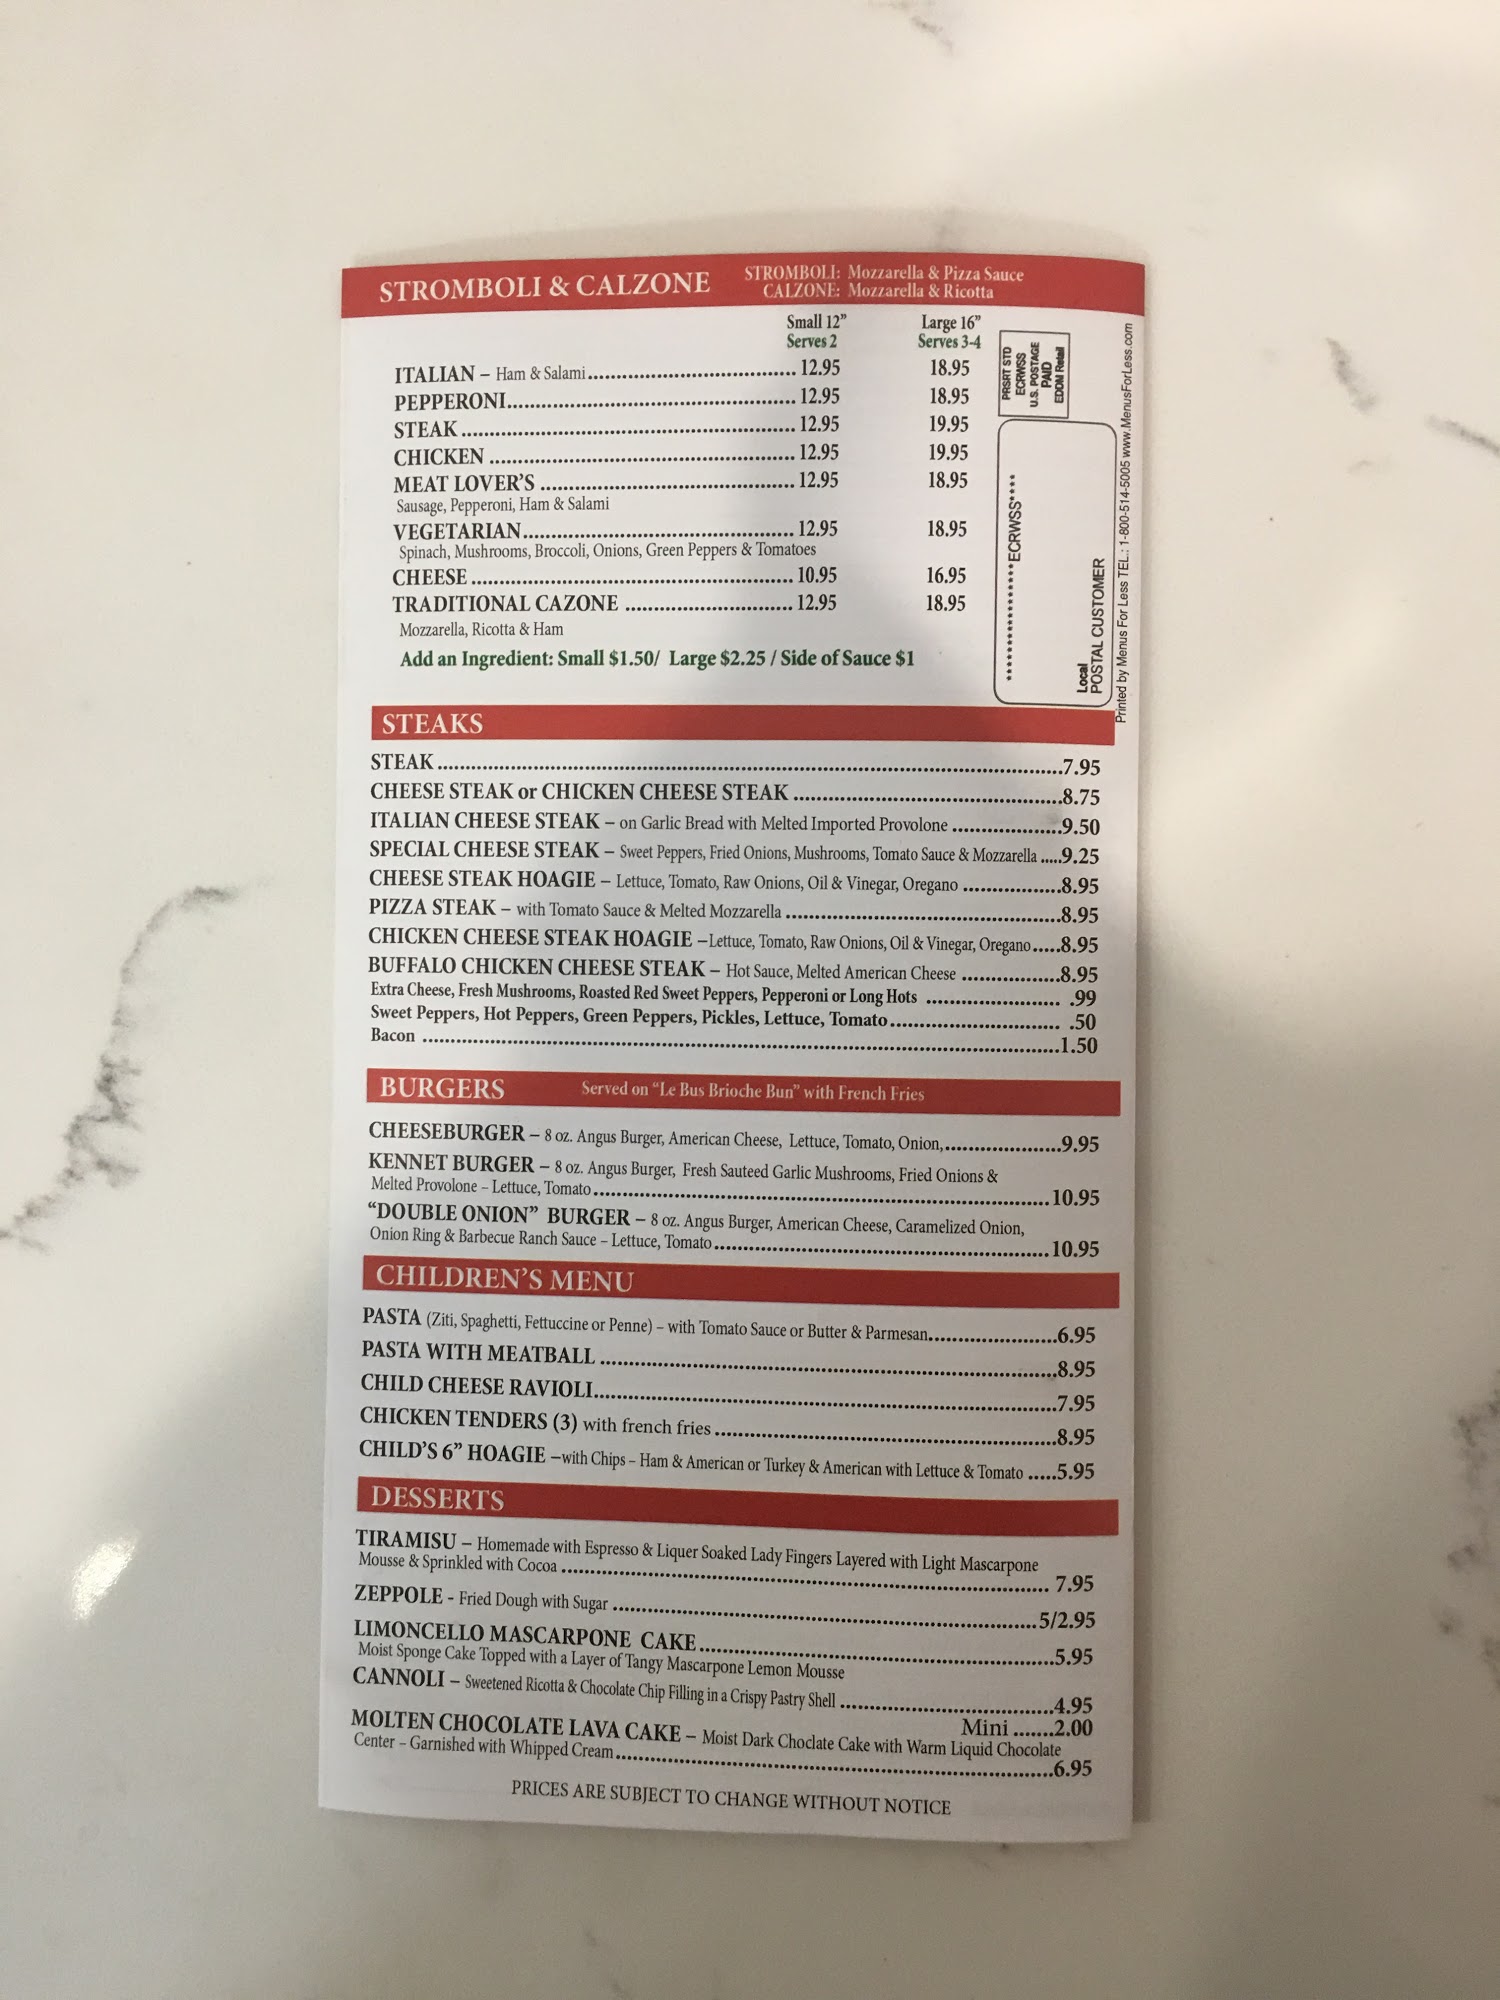 STROMBOLI & CALZONE
STROMBOLI: Mozzarella & Pizza Sauce
CALZONE: Mozzarella & Ricotta
Small 12” Large 16”
Serves 2 Serves 3-4
ITALIAN – Ham & Salami.......... 12.95 18.95
PEPPERONI.......... 12.95 18.95
STEAK .......... 12.95 19.95
CHICKEN .......... 12.95 19.95
MEAT LOVER'S .......... 12.95 18.95
Sausage, Pepperoni, Ham & Salami
VEGETARIAN.......... 12.95 18.95
Spinach, Mushrooms, Broccoli, Onions, Green Peppers & Tomatoes
CHEESE .......... 10.95 16.95
TRADITIONAL CAZONE .......... 12.95 18.95
Mozzarella, Ricotta & Ham
Add an Ingredient: Small $1.50/ Large $2.25 / Side of Sauce $1
PRSRT STD
ECRWSS
U.S. POSTAGE
PAID
EDDM Retail
******************ECRWSS****
Local
POSTAL CUSTOMER
Printed by Menus For Less TEL.: 1-800-514-5005 www.MenusForLess.com
STEAKS
STEAK ..........7.95
CHEESE STEAK or CHICKEN CHEESE STEAK ..........8.75
ITALIAN CHEESE STEAK – on Garlic Bread with Melted Imported Provolone ..........9.50
SPECIAL CHEESE STEAK – Sweet Peppers, Fried Onions, Mushrooms, Tomato Sauce & Mozzarella .....9.25
CHEESE STEAK HOAGIE – Lettuce, Tomato, Raw Onions, Oil & Vinegar, Oregano ..........8.95
PIZZA STEAK – with Tomato Sauce & Melted Mozzarella ..........8.95
CHICKEN CHEESE STEAK HOAGIE –Lettuce, Tomato, Raw Onions, Oil & Vinegar, Oregano.....8.95
BUFFALO CHICKEN CHEESE STEAK – Hot Sauce, Melted American Cheese ..........8.95
Extra Cheese, Fresh Mushrooms, Roasted Red Sweet Peppers, Pepperoni or Long Hots .......... .99
Sweet Peppers, Hot Peppers, Green Peppers, Pickles, Lettuce, Tomato.......... .50
Bacon ..........1.50
BURGERS Served on “Le Bus Brioche Bun” with French Fries
CHEESEBURGER – 8 oz. Angus Burger, American Cheese, Lettuce, Tomato, Onion,..........9.95
KENNET BURGER – 8 oz. Angus Burger, Fresh Sauteed Garlic Mushrooms, Fried Onions &
Melted Provolone – Lettuce, Tomato..........10.95
“DOUBLE ONION” BURGER – 8 oz. Angus Burger, American Cheese, Caramelized Onion,
Onion Ring & Barbecue Ranch Sauce – Lettuce, Tomato..........10.95
CHILDREN'S MENU
PASTA (Ziti, Spaghetti, Fettuccine or Penne) – with Tomato Sauce or Butter & Parmesan..........6.95
PASTA WITH MEATBALL ..........8.95
CHILD CHEESE RAVIOLI..........7.95
CHICKEN TENDERS (3) with french fries ..........8.95
CHILD'S 6” HOAGIE –with Chips – Ham & American or Turkey & American with Lettuce & Tomato .....5.95
DESSERTS
TIRAMISU – Homemade with Espresso & Liquer Soaked Lady Fingers Layered with Light Mascarpone
Mousse & Sprinkled with Cocoa .......... 7.95
ZEPPOLE - Fried Dough with Sugar ..........5/2.95
LIMONCELLO MASCARPONE CAKE..........5.95
Moist Sponge Cake Topped with a Layer of Tangy Mascarpone Lemon Mousse
CANNOLI – Sweetened Ricotta & Chocolate Chip Filling in a Crispy Pastry Shell ..........4.95
Mini .......2.00
MOLTEN CHOCOLATE LAVA CAKE – Moist Dark Choclate Cake with Warm Liquid Chocolate
Center – Garnished with Whipped Cream..........6.95
PRICES ARE SUBJECT TO CHANGE WITHOUT NOTICE